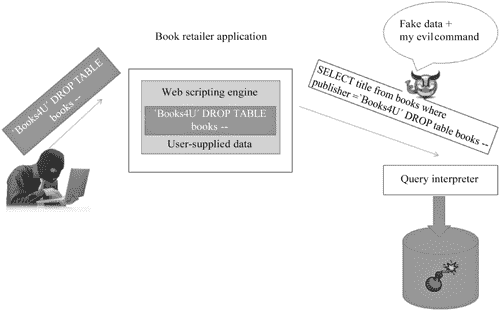 Book retailer application
Fake data +
my evil command
´Books4U´ DROP TABLE
books --
Web scripting engine
´Books4U´ DROP TABLE
books --
User-supplied data
SELECT title from books where
publisher =´Books4U´ DROP table books --
Query interpreter